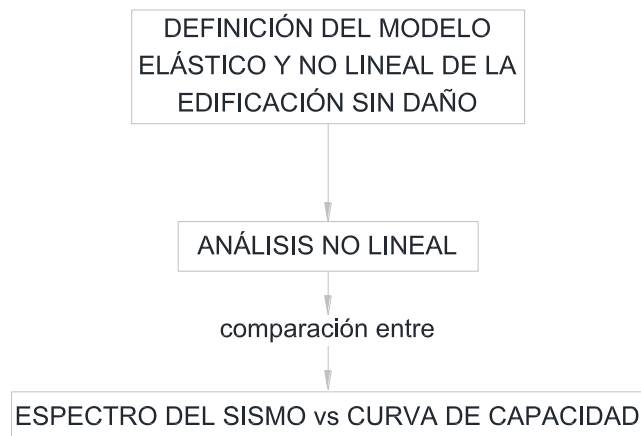 DEFINICIÓN DEL MODELO
ELÁSTICO Y NO LINEAL DE LA
EDIFICACIÓN SIN DAÑO
ANÁLISIS NO LINEAL
comparación entre
ESPECTRO DEL SISMO vs CURVA DE CAPACIDAD